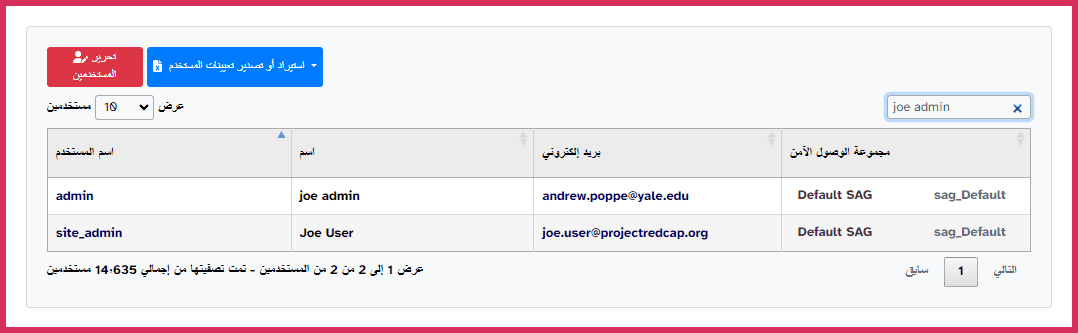 تحرير المستخدمين
استيراد أو تصدير تعيينات المستخدم
عرض 10 مستخدمين
joe admin
اسم المستخدم اسم بريد إلكتروني مجموعة الوصول الآمن
admin joe admin andrew.poppe@yale.edu Default SAG sag_Default
site_admin Joe User joe.user@projectredcap.org Default SAG sag_Default
عرض 1 إلى 2 من 2 من المستخدمين - تمت تصفيتها من إجمالي 14,635 مستخدمين
سابق 1 التالي